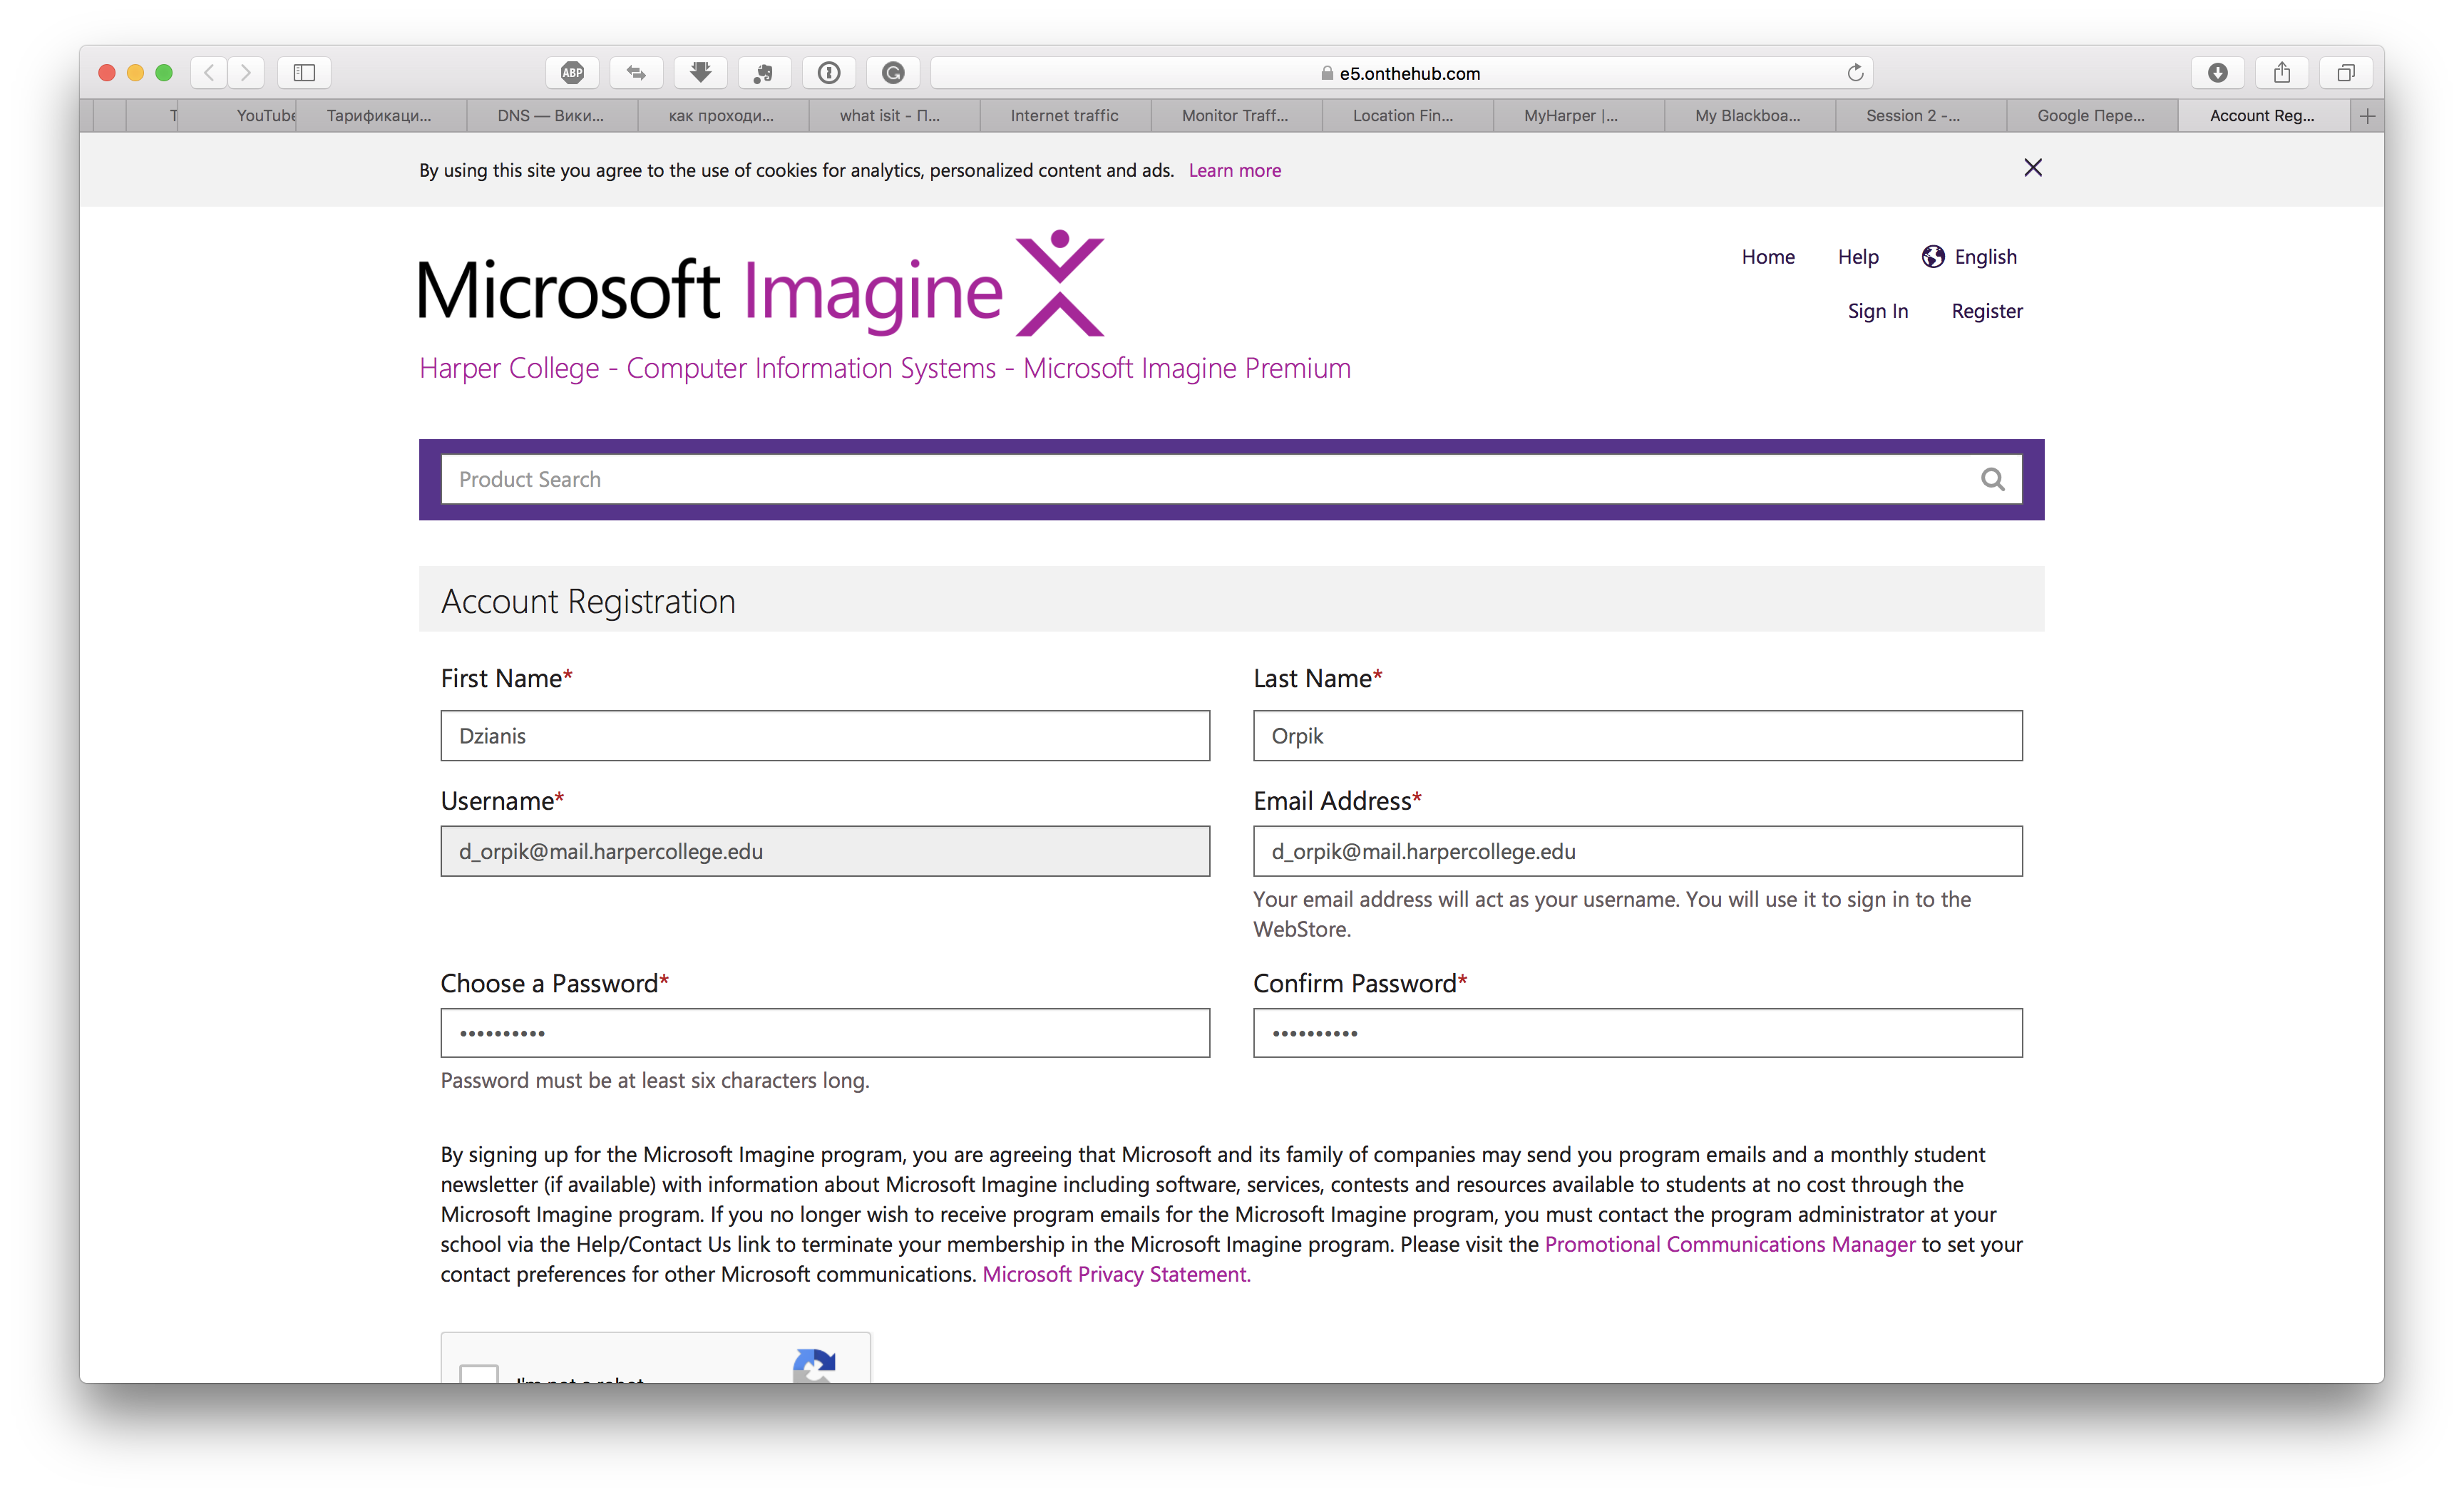 ABP
e5.onthehub.com
YouTube
Тарификаци...
DNS — Вики...
как проходи...
what isit - П...
Internet traffic
Monitor Traff...
Location Fin...
MyHarper |...
My Blackboa...
Session 2 -...
Google Пере...
Account Reg...
By using this site you agree to the use of cookies for analytics, personalized content and ads. Learn more
Microsoft Imagine
Home Help English
Sign In Register
Harper College - Computer Information Systems - Microsoft Imagine Premium
Product Search
Account Registration
First Name*
Last Name*
Dzianis
Orpik
Username*
Email Address*
d_orpik@mail.harpercollege.edu
d_orpik@mail.harpercollege.edu
Your email address will act as your username. You will use it to sign in to the
WebStore.
Choose a Password*
Confirm Password*
••••••••••
••••••••••
Password must be at least six characters long.
By signing up for the Microsoft Imagine program, you are agreeing that Microsoft and its family of companies may send you program emails and a monthly student
newsletter (if available) with information about Microsoft Imagine including software, services, contests and resources available to students at no cost through the
Microsoft Imagine program. If you no longer wish to receive program emails for the Microsoft Imagine program, you must contact the program administrator at your
school via the Help/Contact Us link to terminate your membership in the Microsoft Imagine program. Please visit the Promotional Communications Manager to set your
contact preferences for other Microsoft communications. Microsoft Privacy Statement.
I'm not a robot